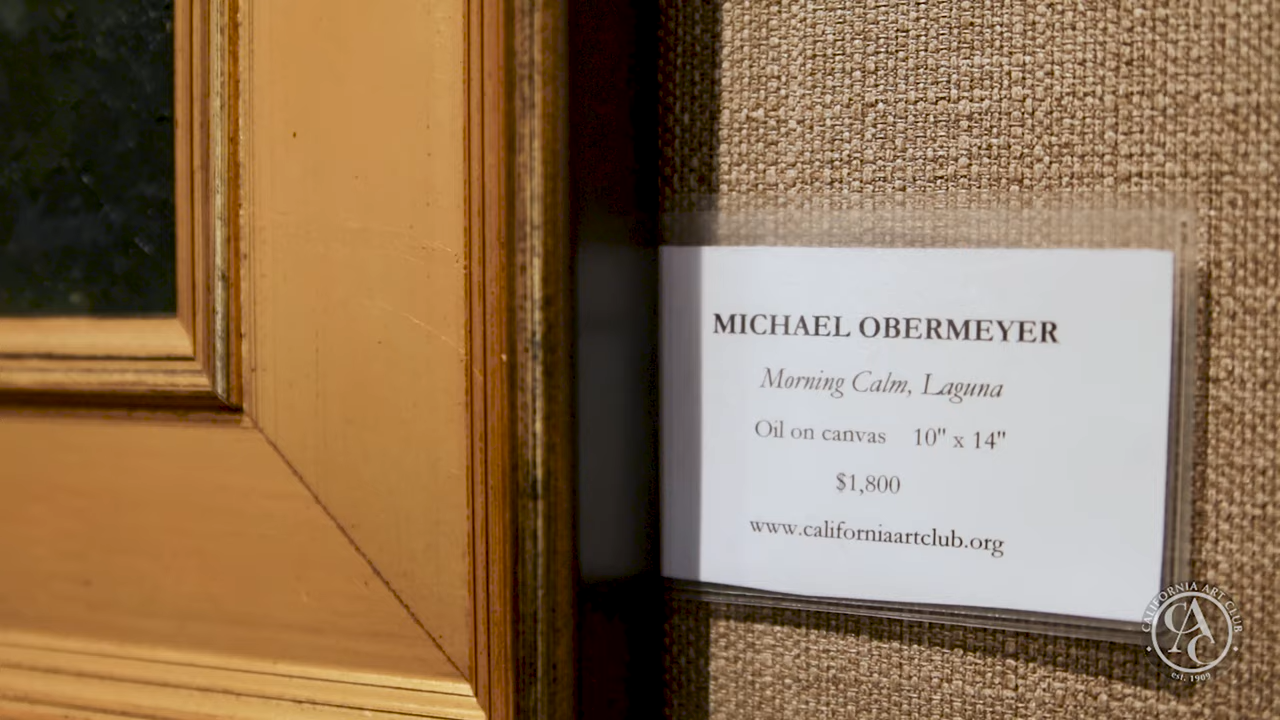 MICHAEL OBERMEYER
Morning Calm, Laguna
Oil on canvas 10" x 14"
$1,800
www.californiaartclub.org
CALIFORNIA ART CLUB
CAC
est. 1909